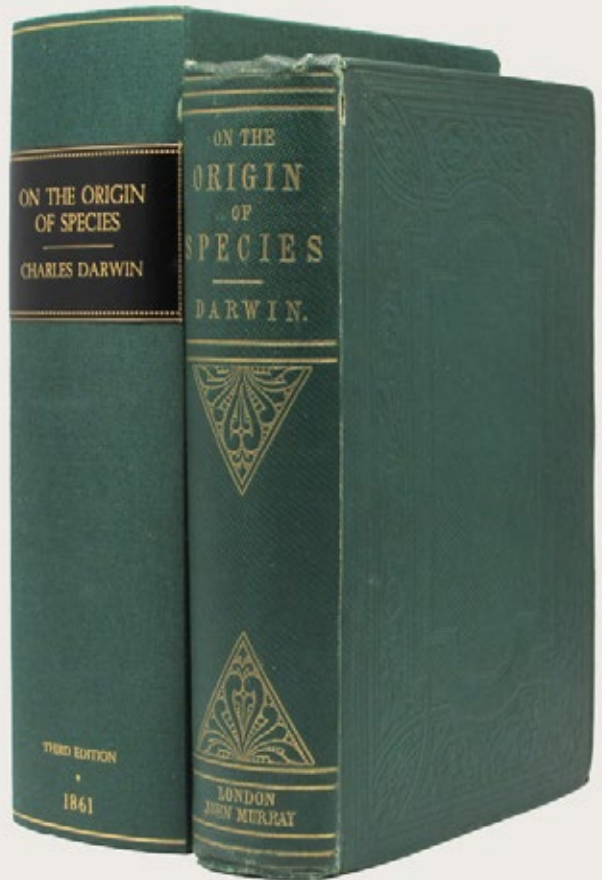 ON THE ORIGIN
OF SPECIES
CHARLES DARWIN
THIRD EDITION
1861
ON THE
ORIGIN
OF
SPECIES
DARWIN.
LONDON
JOHN MURRAY